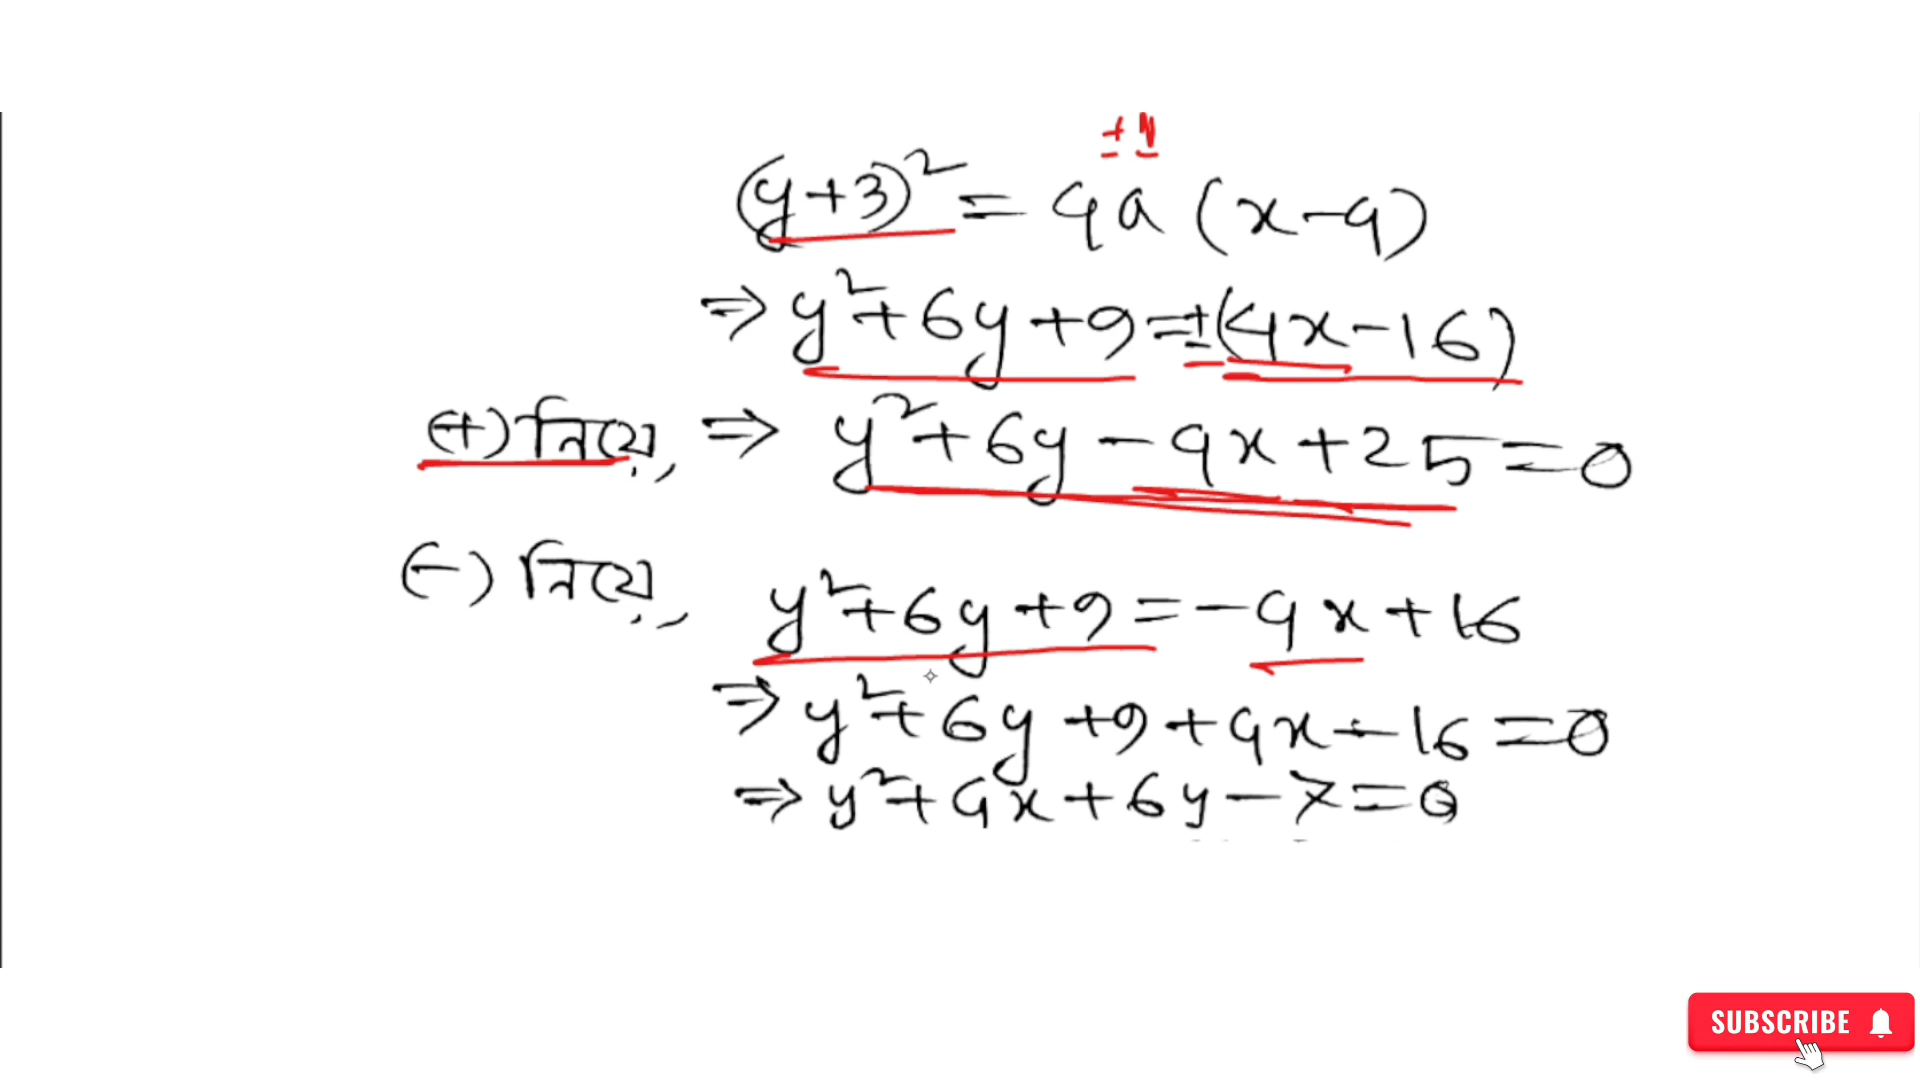 ±4
(y+3)² = 4a (x-4)
⇒ y²+6y+9=±(4x-16)
(+) নিয়ে, ⇒ y²+6y-4x+25=0
(-) নিয়ে, y²+6y+9=-4x+16
⇒ y²+6y+9+4x-16=0
⇒ y²+4x+6y-7=0
SUBSCRIBE